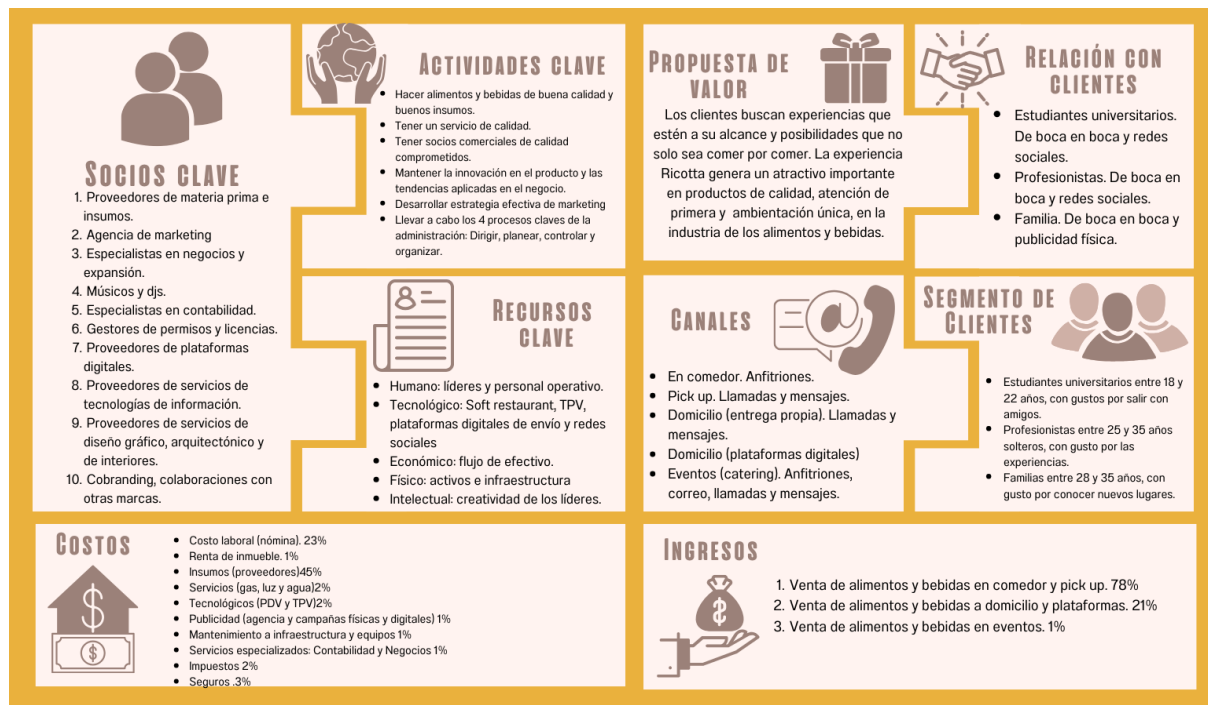 Socios clave
1. Proveedores de materia prima e
insumos.
2. Agencia de marketing
3. Especialistas en negocios y
expansión.
4. Músicos y djs.
5. Especialistas en contabilidad.
6. Gestores de permisos y licencias.
7. Proveedores de plataformas
digitales.
8. Proveedores de servicios de
tecnologías de información.
9. Proveedores de servicios de
diseño gráfico, arquitectónico y
de interiores.
10. Cobranding, colaboraciones con
otras marcas.
Actividades clave
• Hacer alimentos y bebidas de buena calidad y
buenos insumos.
• Tener un servicio de calidad.
• Tener socios comerciales de calidad
comprometidos.
• Mantener la innovación en el producto y las
tendencias aplicadas en el negocio.
• Desarrollar estrategia efectiva de marketing
• Llevar a cabo los 4 procesos claves de la
administración: Dirigir, planear, controlar y
organizar.
Recursos
clave
• Humano: líderes y personal operativo.
• Tecnológico: Soft restaurant, TPV,
plataformas digitales de envío y redes
sociales
• Económico: flujo de efectivo.
• Físico: activos e infraestructura
• Intelectual: creatividad de los líderes.
Propuesta de
valor
Los clientes buscan experiencias que
estén a su alcance y posibilidades que no
solo sea comer por comer. La experiencia
Ricotta genera un atractivo importante
en productos de calidad, atención de
primera y ambientación única, en la
industria de los alimentos y bebidas.
Relación con
clientes
• Estudiantes universitarios.
De boca en boca y redes
sociales.
• Profesionistas. De boca en
boca y redes sociales.
• Familia. De boca en boca y
publicidad física.
Canales
• En comedor. Anfitriones.
• Pick up. Llamadas y mensajes.
• Domicilio (entrega propia). Llamadas y
mensajes.
• Domicilio (plataformas digitales)
• Eventos (catering). Anfitriones,
correo, llamadas y mensajes.
Segmento de
Clientes
• Estudiantes universitarios entre 18 y
22 años, con gustos por salir con
amigos.
• Profesionistas entre 25 y 35 años
solteros, con gusto por las
experiencias.
• Familias entre 28 y 35 años, con
gusto por conocer nuevos lugares.
Costos
• Costo laboral (nómina). 23%
• Renta de inmueble. 1%
• Insumos (proveedores)45%
• Servicios (gas, luz y agua)2%
• Tecnológicos (PDV y TPV)2%
• Publicidad (agencia y campañas físicas y digitales) 1%
• Mantenimiento a infraestructura y equipos 1%
• Servicios especializados: Contabilidad y Negocios 1%
• Impuestos 2%
• Seguros .3%
Ingresos
1. Venta de alimentos y bebidas en comedor y pick up. 78%
2. Venta de alimentos y bebidas a domicilio y plataformas. 21%
3. Venta de alimentos y bebidas en eventos. 1%